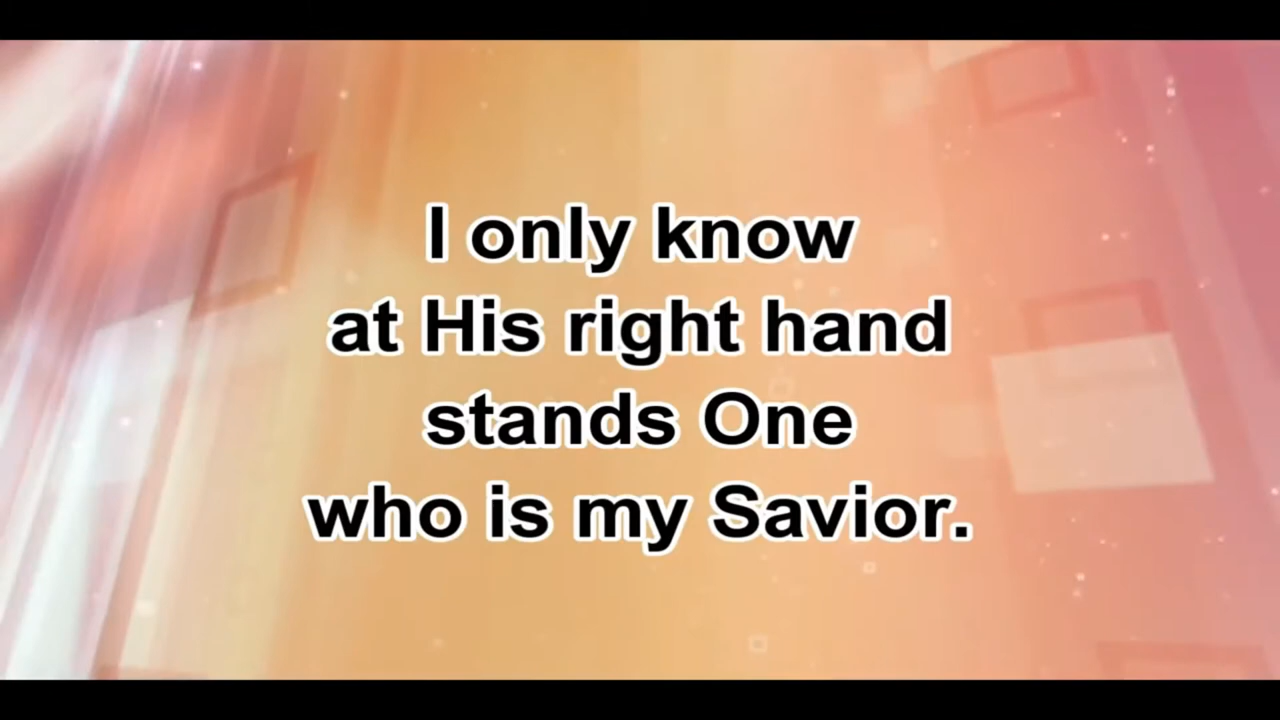 I only know
at His right hand
stands One
who is my Savior.